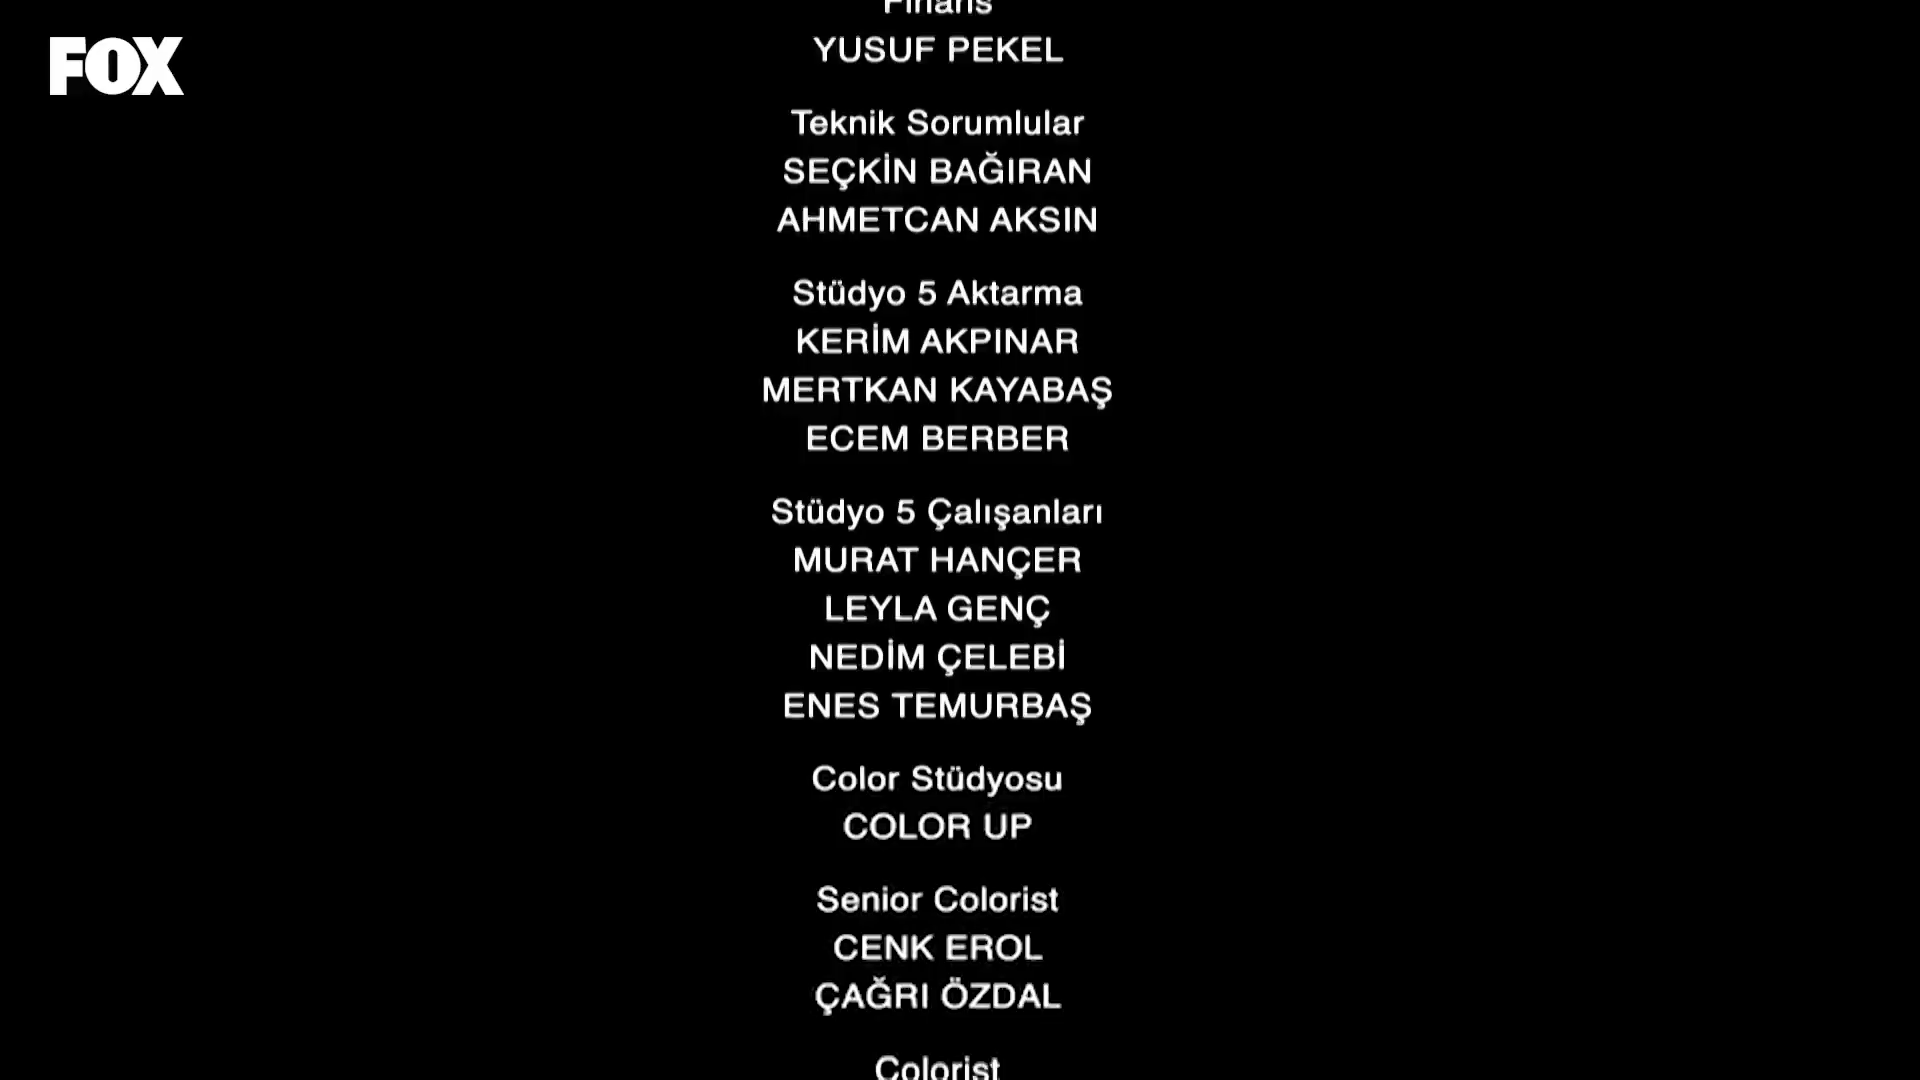 Finans
YUSUF PEKEL
FOX
Teknik Sorumlular
SEÇKİN BAĞIRAN
AHMETCAN AKSIN
Stüdyo 5 Aktarma
KERİM AKPINAR
MERTKAN KAYABAŞ
ECEM BERBER
Stüdyo 5 Çalışanları
MURAT HANÇER
LEYLA GENÇ
NEDİM ÇELEBİ
ENES TEMURBAŞ
Color Stüdyosu
COLOR UP
Senior Colorist
CENK EROL
ÇAĞRI ÖZDAL
Colorist